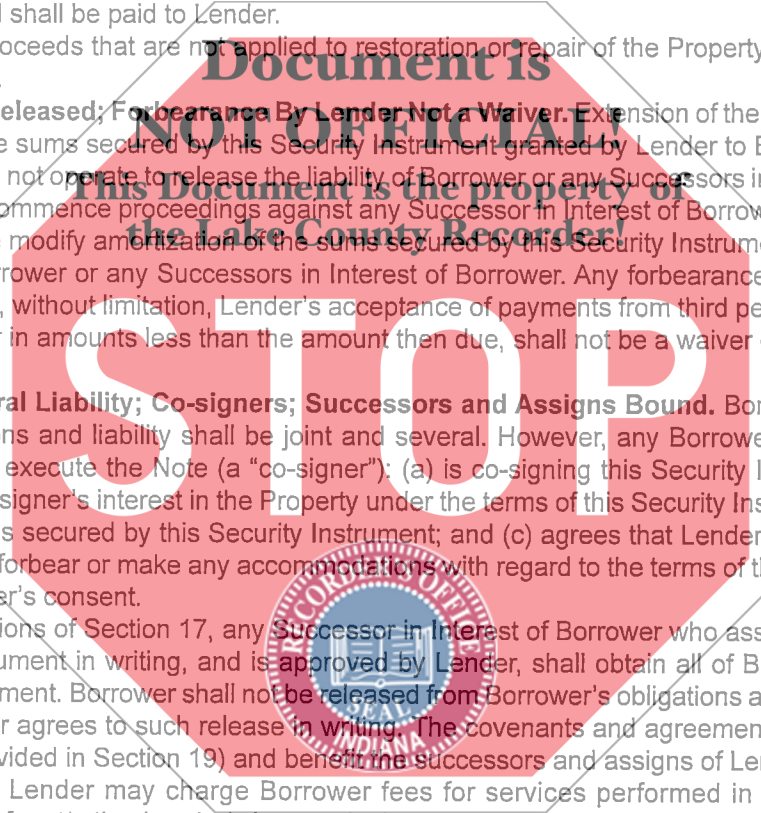 l shall be paid to Lender.
Document is
oceeds that are not applied to restoration or repair of the Property,
NOT OFFICIAL!
eleased; Forbearance By Lender Not a Waiver. Extension of the
e sums secured by this Security Instrument granted by Lender to B
This Document is the property of
not operate to release the liability of Borrower or any Successors in
ommence proceedings against any Successor in Interest of Borrow
the Lake County Recorder!
modify amortization of the sums secured by this Security Instrume
rrower or any Successors in Interest of Borrower. Any forbearance
, without limitation, Lender's acceptance of payments from third pe
r in amounts less than the amount then due, shall not be a waiver
STOP
ral Liability; Co-signers; Successors and Assigns Bound. Bor
ons and liability shall be joint and several. However, any Borrowe
execute the Note (a “co-signer”): (a) is co-signing this Security I
signer's interest in the Property under the terms of this Security Ins
s secured by this Security Instrument; and (c) agrees that Lender
forbear or make any accommodations with regard to the terms of th
er's consent.
RECORDER'S OFFICE
ions of Section 17, any Successor in Interest of Borrower who ass
ument in writing, and is approved by Lender, shall obtain all of B
ment. Borrower shall not be released from Borrower's obligations a
SEAL
r agrees to such release in writing. The covenants and agreemen
INDIANA
vided in Section 19) and benefit the successors and assigns of Len
Lender may charge Borrower fees for services performed in